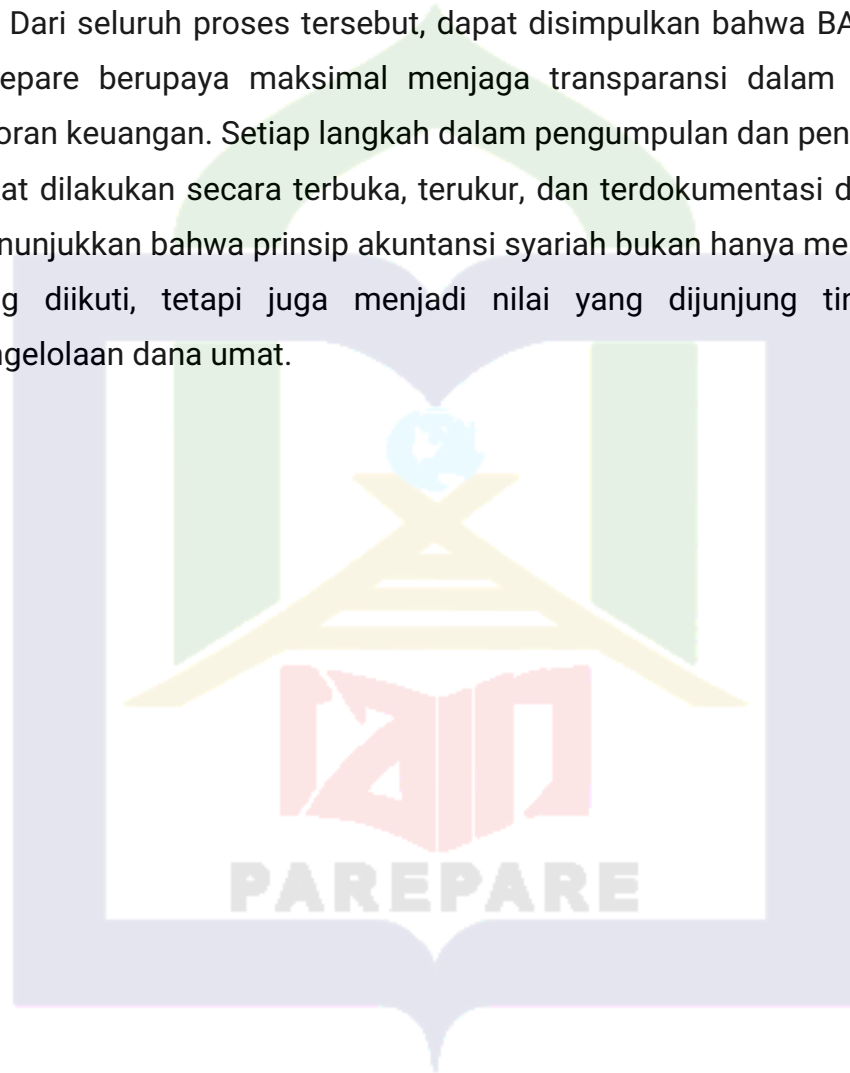 Dari seluruh proses tersebut, dapat disimpulkan bahwa BA
epare berupaya maksimal menjaga transparansi dalam
oran keuangan. Setiap langkah dalam pengumpulan dan pen
at dilakukan secara terbuka, terukur, dan terdokumentasi d
nunjukkan bahwa prinsip akuntansi syariah bukan hanya me
g diikuti, tetapi juga menjadi nilai yang dijunjung tin
gelolaan dana umat.
iain
PAREPARE